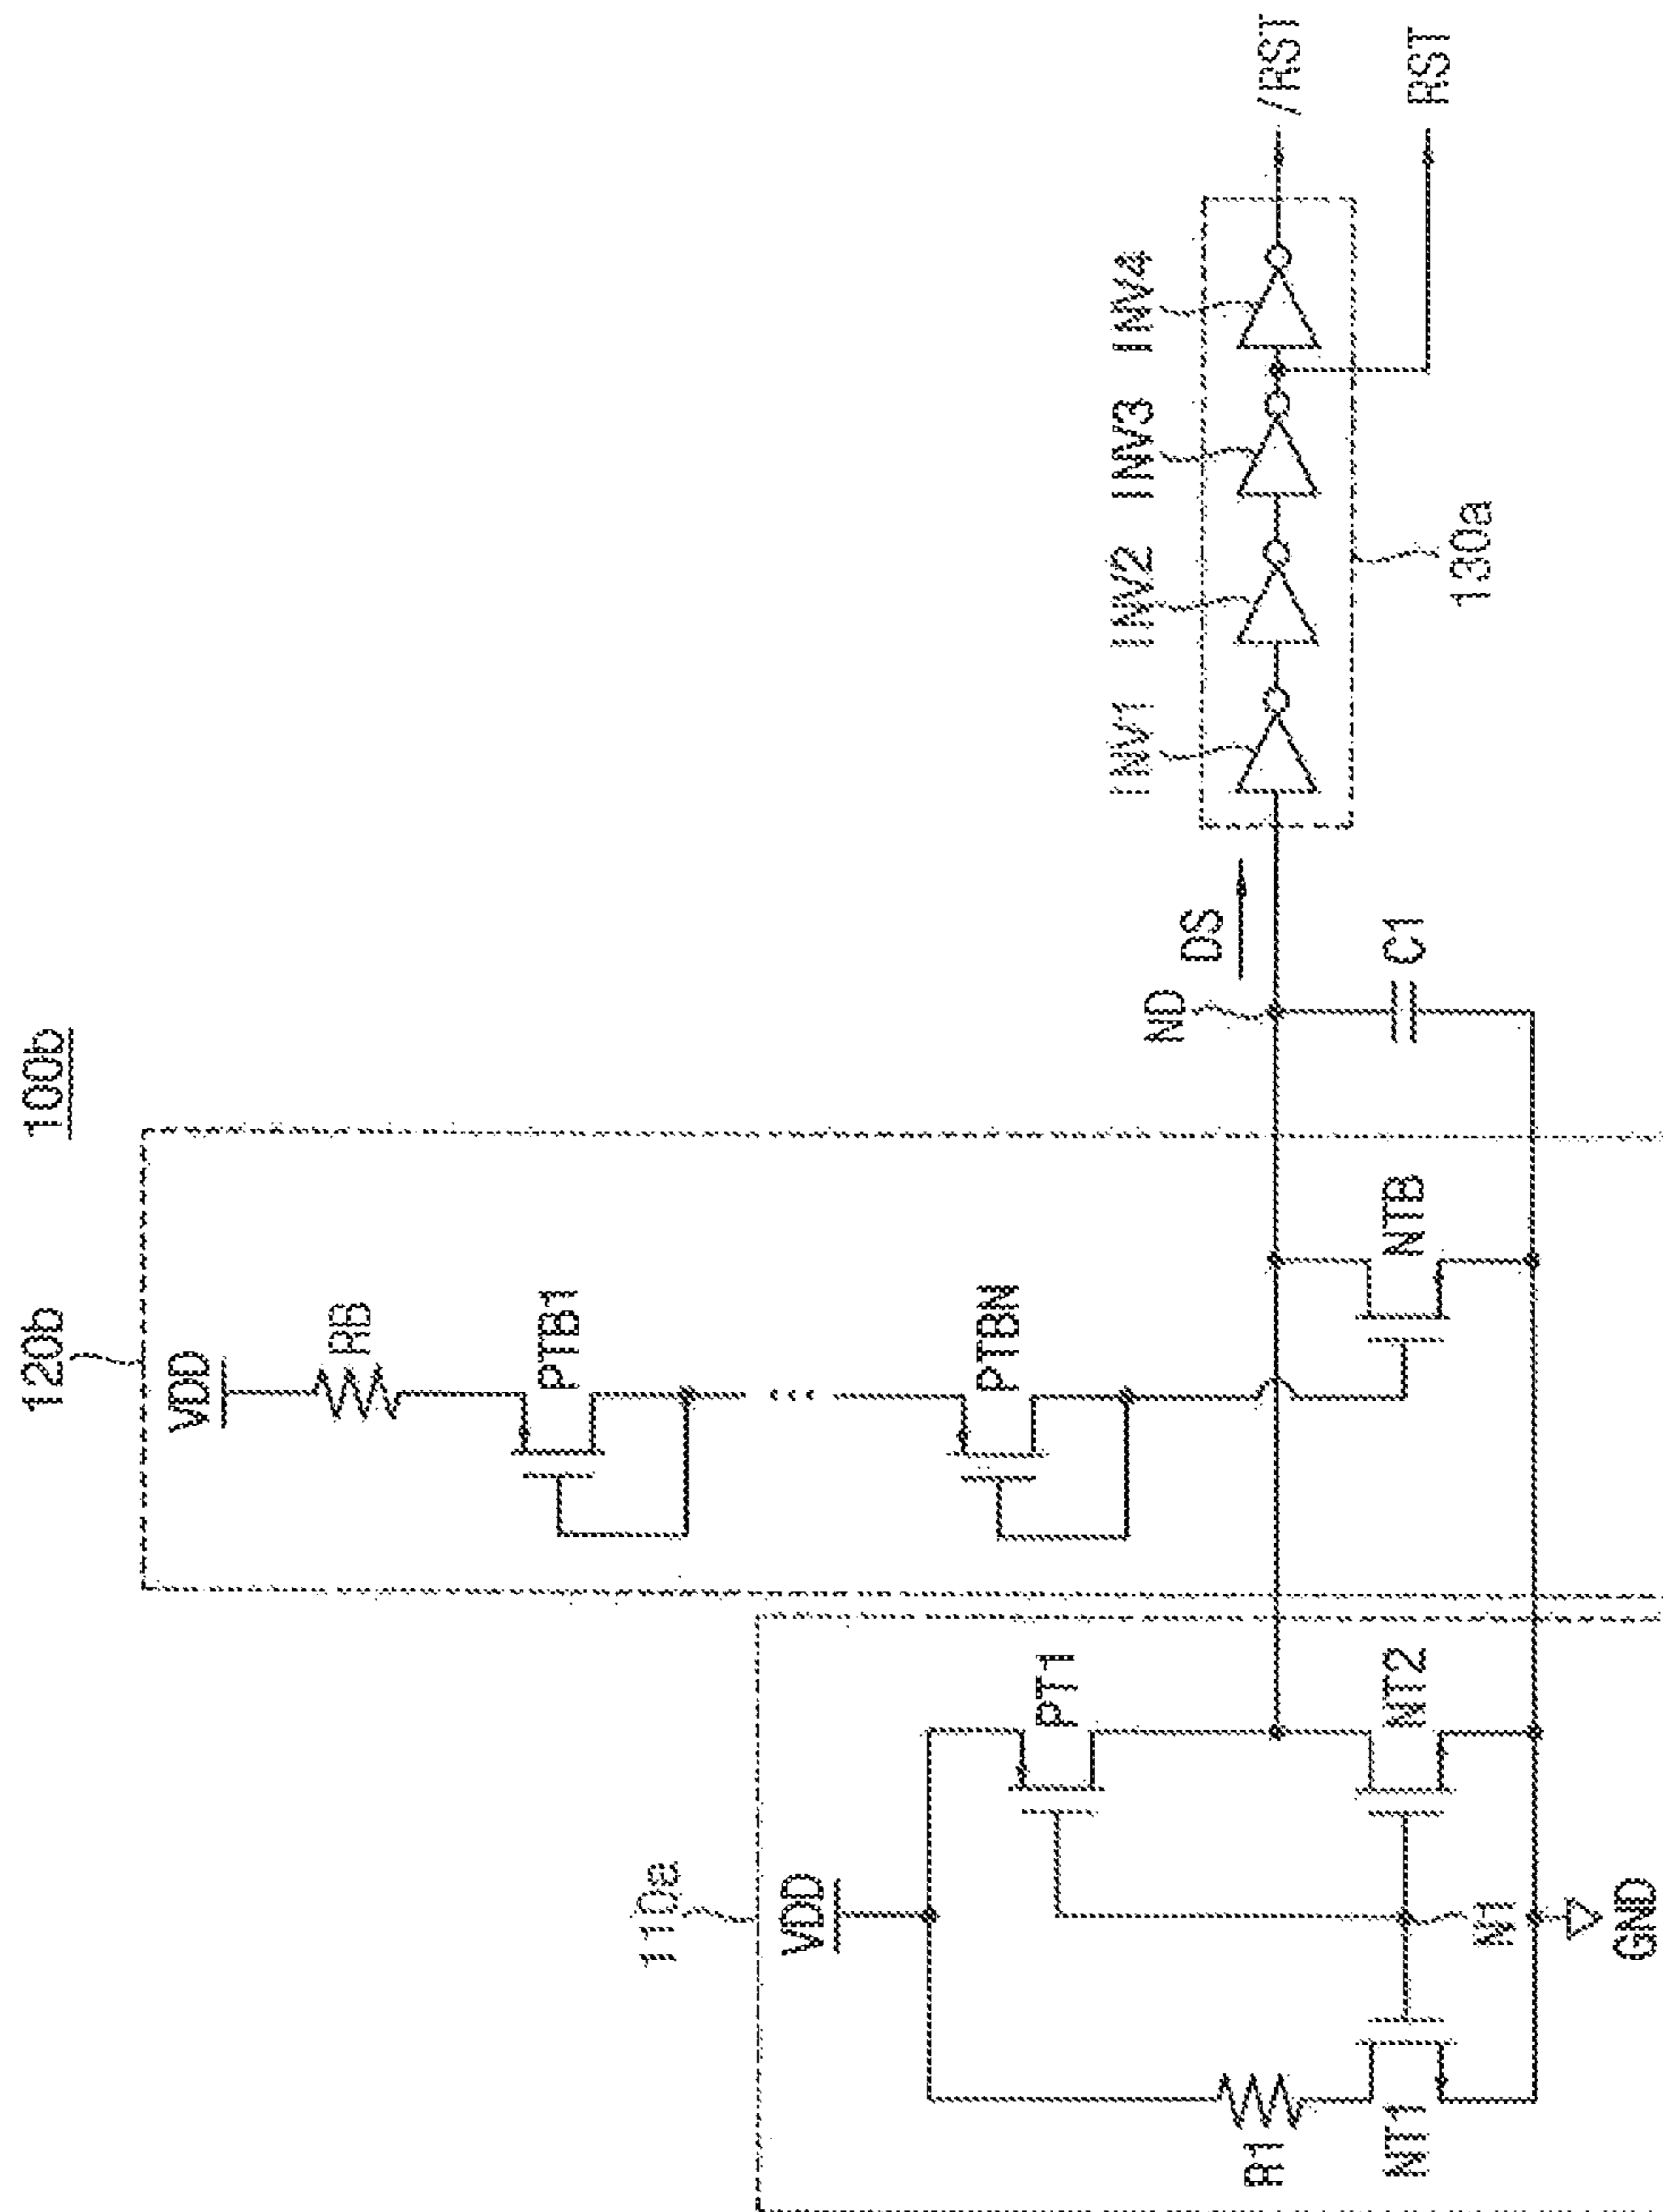 100b
120b
VDD
RB
PTB1
...
PTBN
NTB
110a
VDD
PT1
R1
NT1
NT2
N1
GND
ND
DS
C1
INV1
INV2
INV3
INV4
130a
/RST
RST